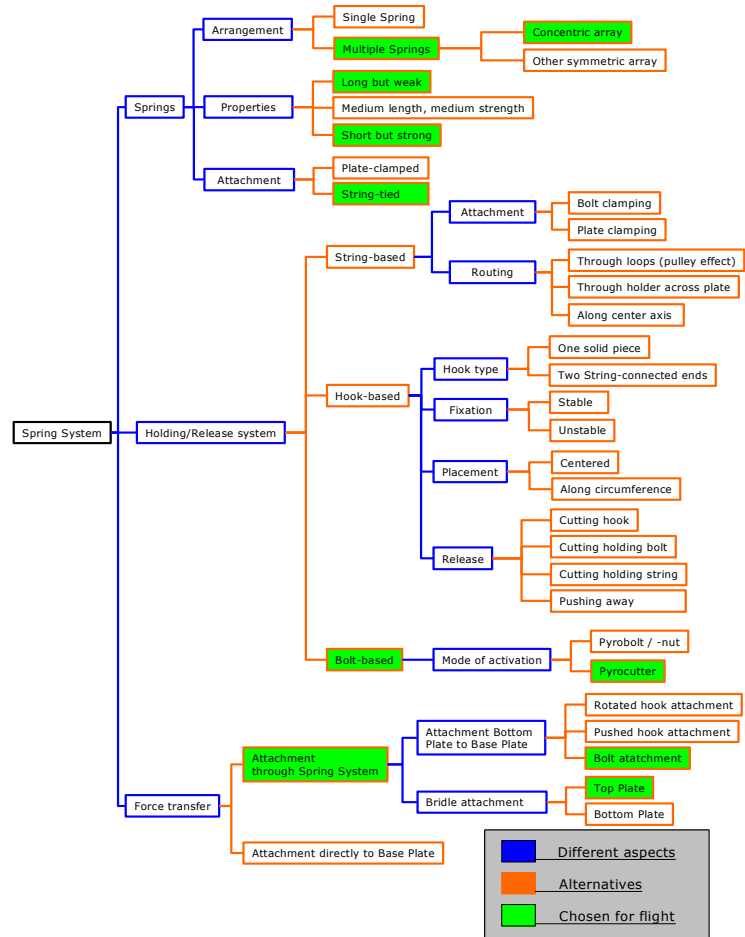 Single Spring
Arrangement
Concentric array
Multiple Springs
Other symmetric array
Long but weak
Springs
Properties
Medium length, medium strength
Short but strong
Plate-clamped
Attachment
String-tied
Bolt clamping
Attachment
Plate clamping
String-based
Through loops (pulley effect)
Routing
Through holder across plate
Along center axis
One solid piece
Hook type
Two String-connected ends
Hook-based
Stable
Fixation
Unstable
Spring System
Holding/Release system
Centered
Placement
Along circumference
Cutting hook
Cutting holding bolt
Release
Cutting holding string
Pushing away
Pyrobolt / -nut
Bolt-based
Mode of activation
Pyrocutter
Rotated hook attachment
Attachment Bottom
Plate to Base Plate
Pushed hook attachment
Attachment
through Spring System
Bolt atatchment
Top Plate
Force transfer
Bridle attachment
Bottom Plate
Attachment directly to Base Plate
Different aspects
Alternatives
Chosen for flight